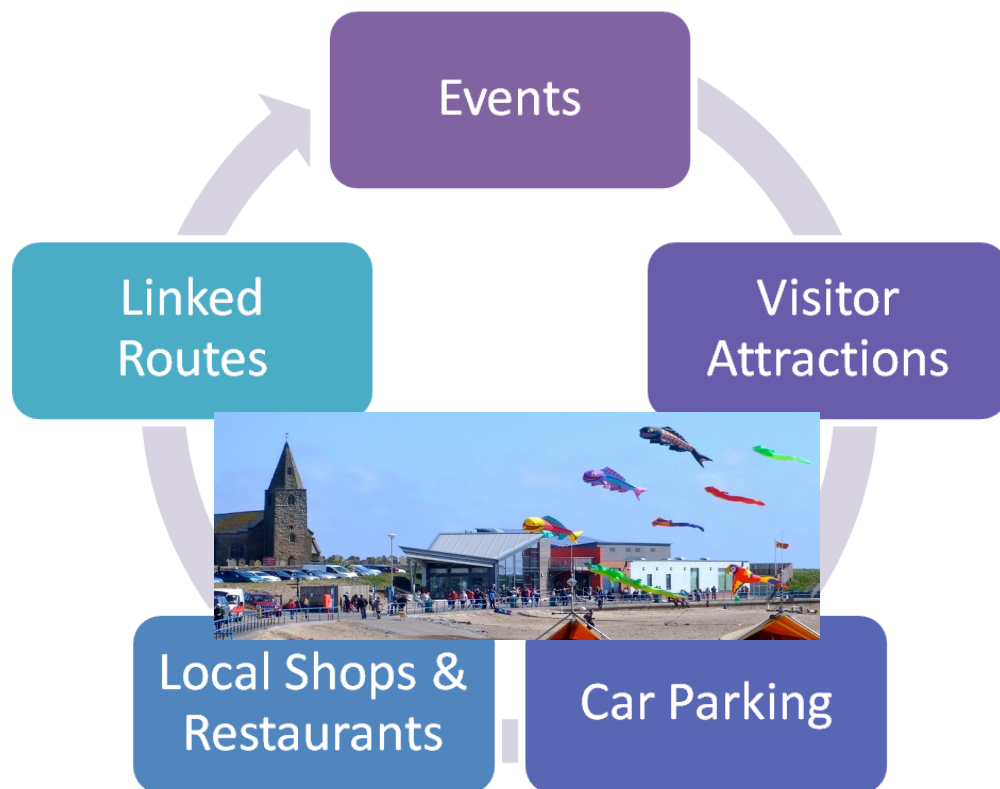 Events
Visitor
Attractions
Car Parking
Local Shops &
Restaurants
Linked
Routes